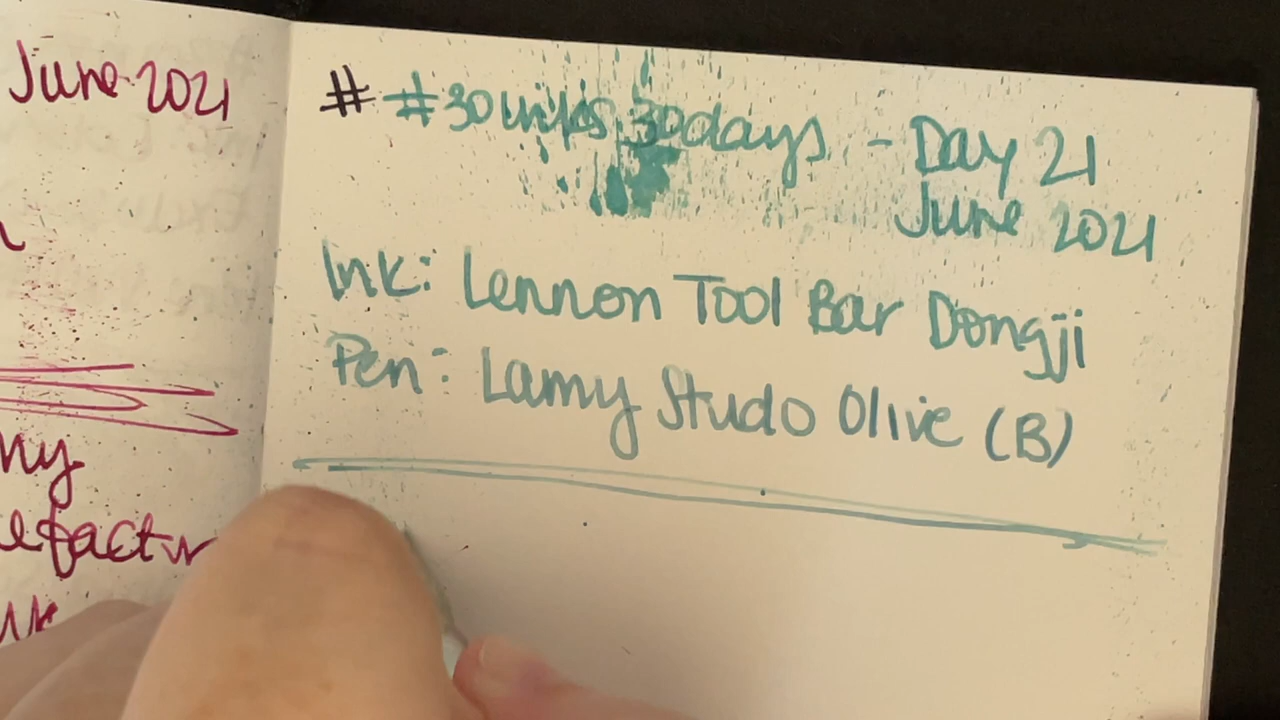 June 2021
# #30inks30days - Day 21
June 2021
Ink: Lennon Tool Bar Dongji
Pen: Lamy Studo Olive (B)